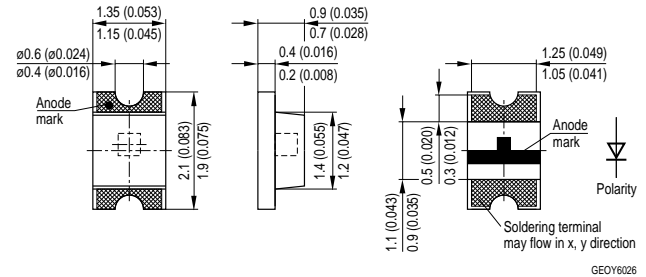 1.35 (0.053)
1.15 (0.045)
ø0.6 (ø0.024)
ø0.4 (ø0.016)
Anode
mark
2.1 (0.083)
1.9 (0.075)
0.9 (0.035)
0.7 (0.028)
0.4 (0.016)
0.2 (0.008)
1.4 (0.055)
1.2 (0.047)
1.25 (0.049)
1.05 (0.041)
0.5 (0.020)
0.3 (0.012)
1.1 (0.043)
0.9 (0.035)
Anode
mark
Polarity
Soldering terminal
may flow in x, y direction
GEOY6026